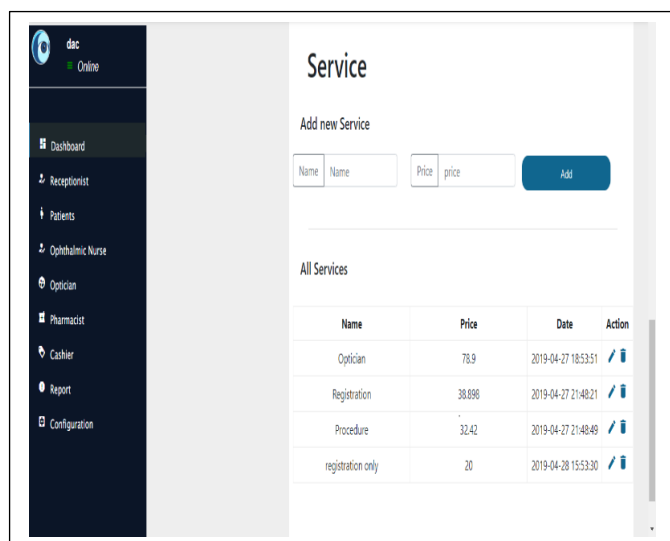 dac
Online
Dashboard
Receptionist
Patients
Ophthalmic Nurse
Optician
Pharmacist
Cashier
Report
Configuration
Service
Add new Service
Name Name Price price Add
All Services
Name Price Date Action
Optician 78.9 2019-04-27 18:53:51
Registration 38.898 2019-04-27 21:48:21
Procedure 32.42 2019-04-27 21:48:49
registration only 20 2019-04-28 15:53:30